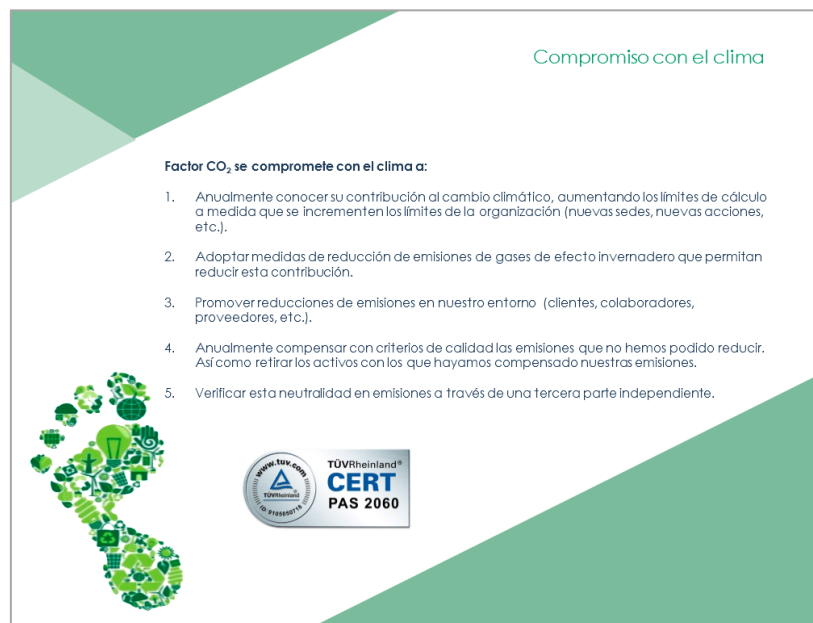 Compromiso con el clima
Factor CO₂ se compromete con el clima a:
1. Anualmente conocer su contribución al cambio climático, aumentando los límites de cálculo
a medida que se incrementen los límites de la organización (nuevas sedes, nuevas acciones,
etc.).
2. Adoptar medidas de reducción de emisiones de gases de efecto invernadero que permitan
reducir esta contribución.
3. Promover reducciones de emisiones en nuestro entorno (clientes, colaboradores,
proveedores, etc.).
4. Anualmente compensar con criterios de calidad las emisiones que no hemos podido reducir.
Así como retirar los activos con los que hayamos compensado nuestras emisiones.
5. Verificar esta neutralidad en emisiones a través de una tercera parte independiente.
www.tuv.com
TÜVRheinland
TÜVRheinland®
CERT
PAS 2060